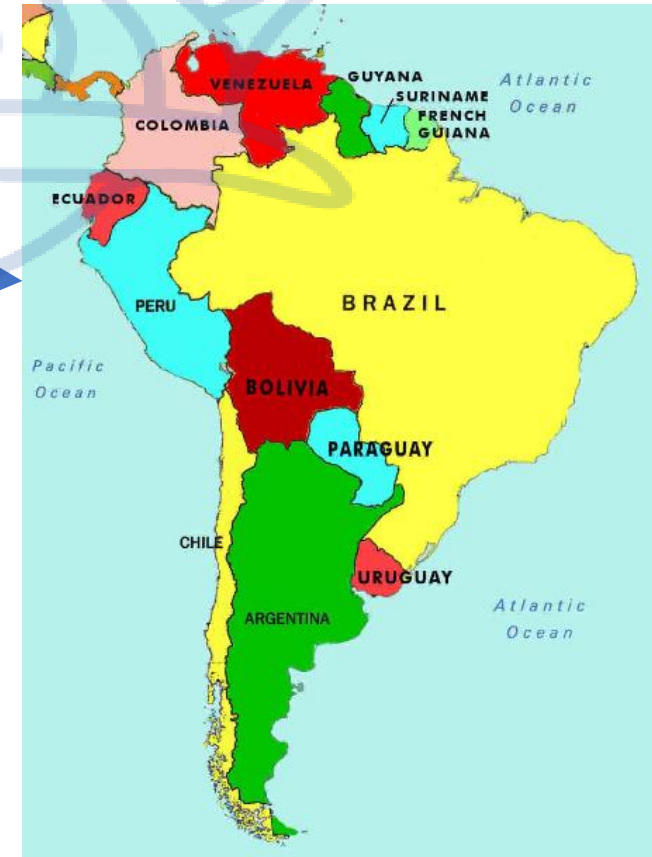 VENEZUELA
GUYANA
SURINAME
FRENCH
GUIANA
Atlantic
Ocean
COLOMBIA
ECUADOR
PERU
BRAZIL
Pacific
Ocean
BOLIVIA
PARAGUAY
CHILE
URUGUAY
ARGENTINA
Atlantic
Ocean